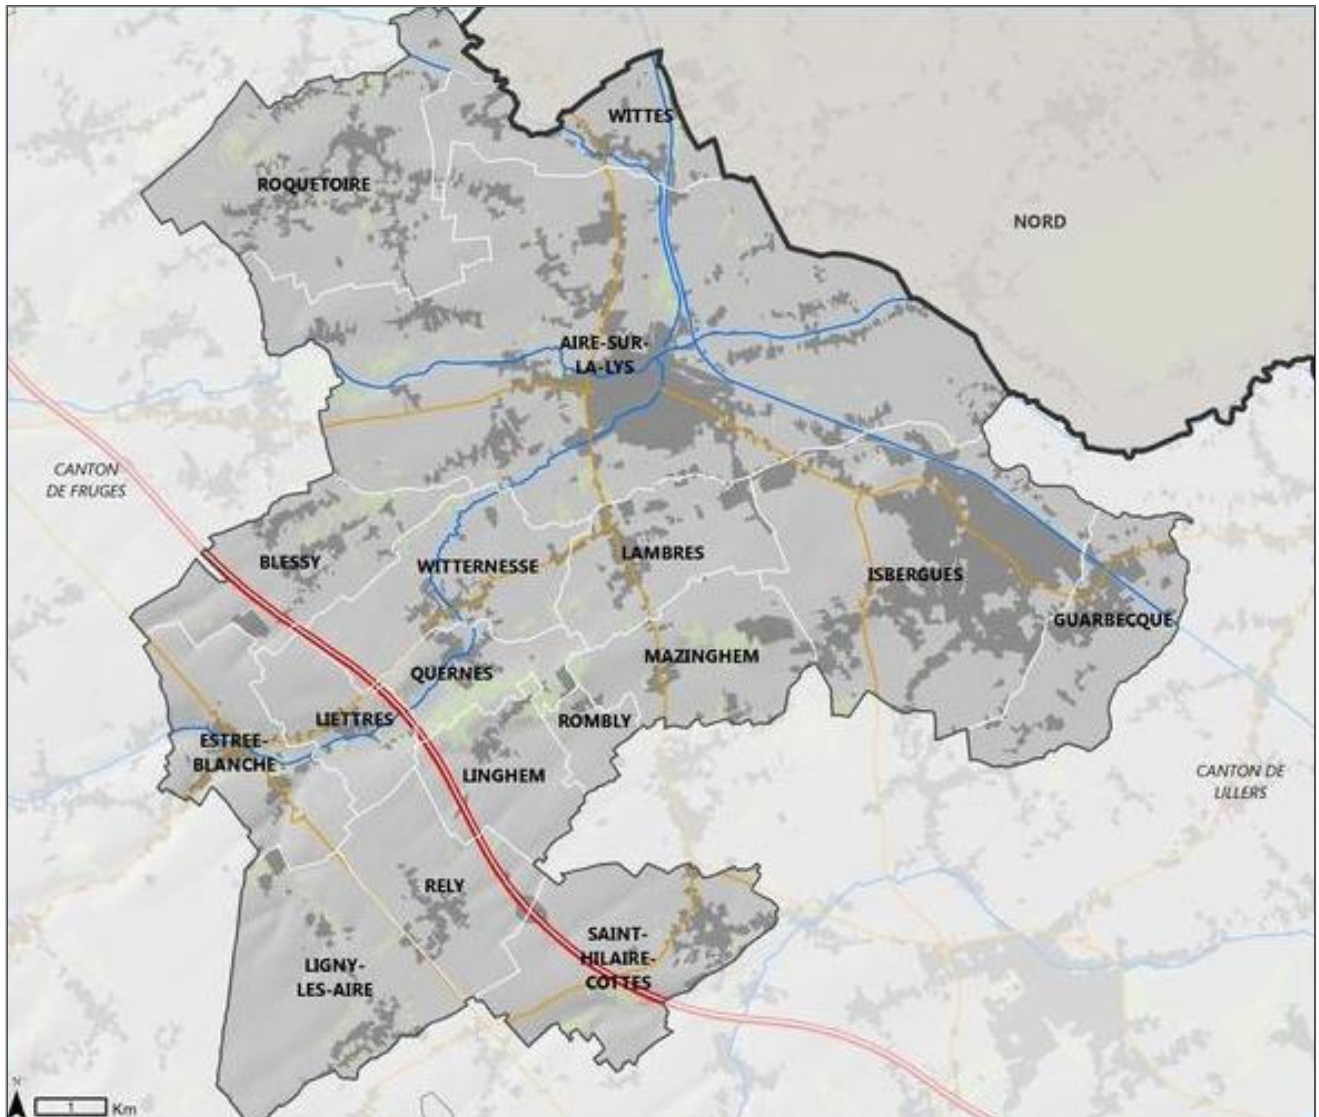 WITTES
ROQUETOIRE
NORD
AIRE-SUR-
LA-LYS
CANTON
DE FRUGES
BLESSY
WITTERNESSE
LAMBRES
ISBERGUES
GUARBECQUE
QUERNES
MAZINGHEM
LIETTRES
ROMBLY
ESTREE-
BLANCHE
LINGHEM
CANTON DE
LILLERS
RELY
SAINT-
HILAIRE-
COTTES
LIGNY-
LES-AIRE
N
1 Km